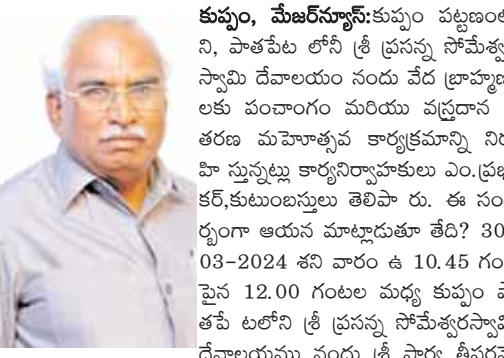 కుప్పం, మేజర్‌న్యూస్:కుప్పం పట్టణంల
ని, పాతపేట లోనీ శ్రీ ప్రసన్న సోమేశ్వ
స్వామి దేవాలయం నందు వేద బ్రాహ్మణ
లకు పంచాంగం మరియు వస్త్రదాన
తరణ మహెూత్సవ కార్యక్రమాన్ని నిర
హి స్తున్నట్లు కార్యనిర్వాహకులు ఎం.ప్రభ
కర్,కుటుంబస్తులు తెలిపా రు. ఈ సం
ర్బంగా ఆయన మాట్లాడుతూ తేది? 30
03-2024 శని వారం ఉ 10.45 గం
పైన 12.00 గంటల మధ్య కుప్పం ప
తపే టలోని శ్రీ ప్రసన్న సోమేశ్వరస్వామి
దేవాలయము నందు శ్రీ